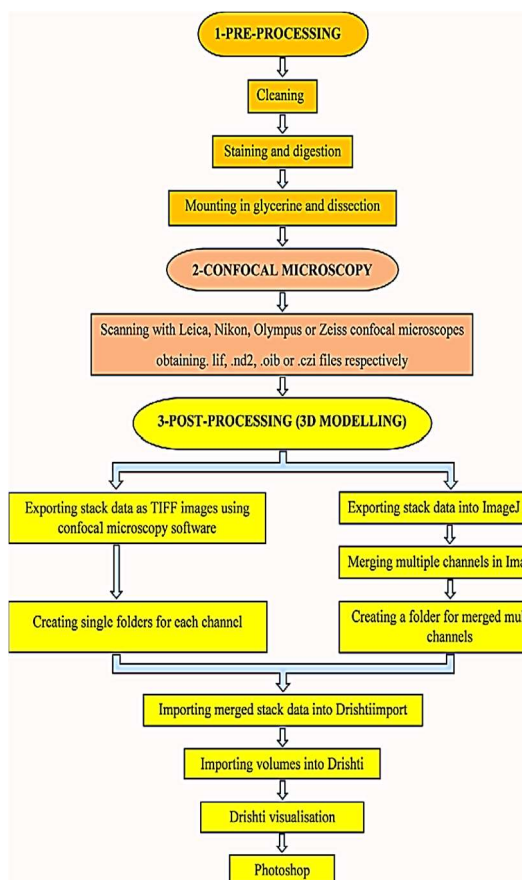 1-PRE-PROCESSING
Cleaning
Staining and digestion
Mounting in glycerine and dissection
2-CONFOCAL MICROSCOPY
Scanning with Leica, Nikon, Olympus or Zeiss confocal microscopes
obtaining. lif, .nd2, .oib or .czi files respectively
3-POST-PROCESSING (3D MODELLING)
Exporting stack data as TIFF images using
confocal microscopy software
Creating single folders for each channel
Exporting stack data into ImageJ
Merging multiple channels in
Creating a folder for merged
channels
Importing merged stack data into Drishtiimport
Importing volumes into Drishti
Drishti visualisation
Photoshop